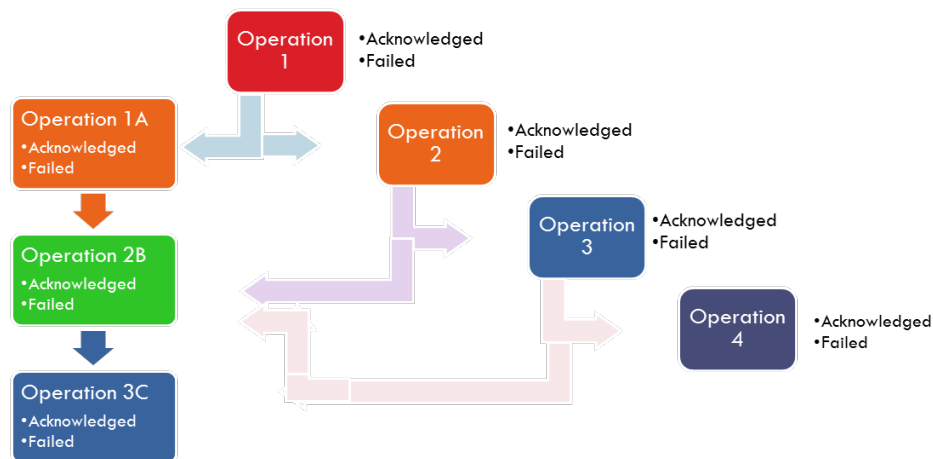 Operation
1
•Acknowledged
•Failed
Operation 1A
•Acknowledged
•Failed
Operation
2
•Acknowledged
•Failed
Operation 2B
•Acknowledged
•Failed
Operation
3
•Acknowledged
•Failed
Operation
4
•Acknowledged
•Failed
Operation 3C
•Acknowledged
•Failed